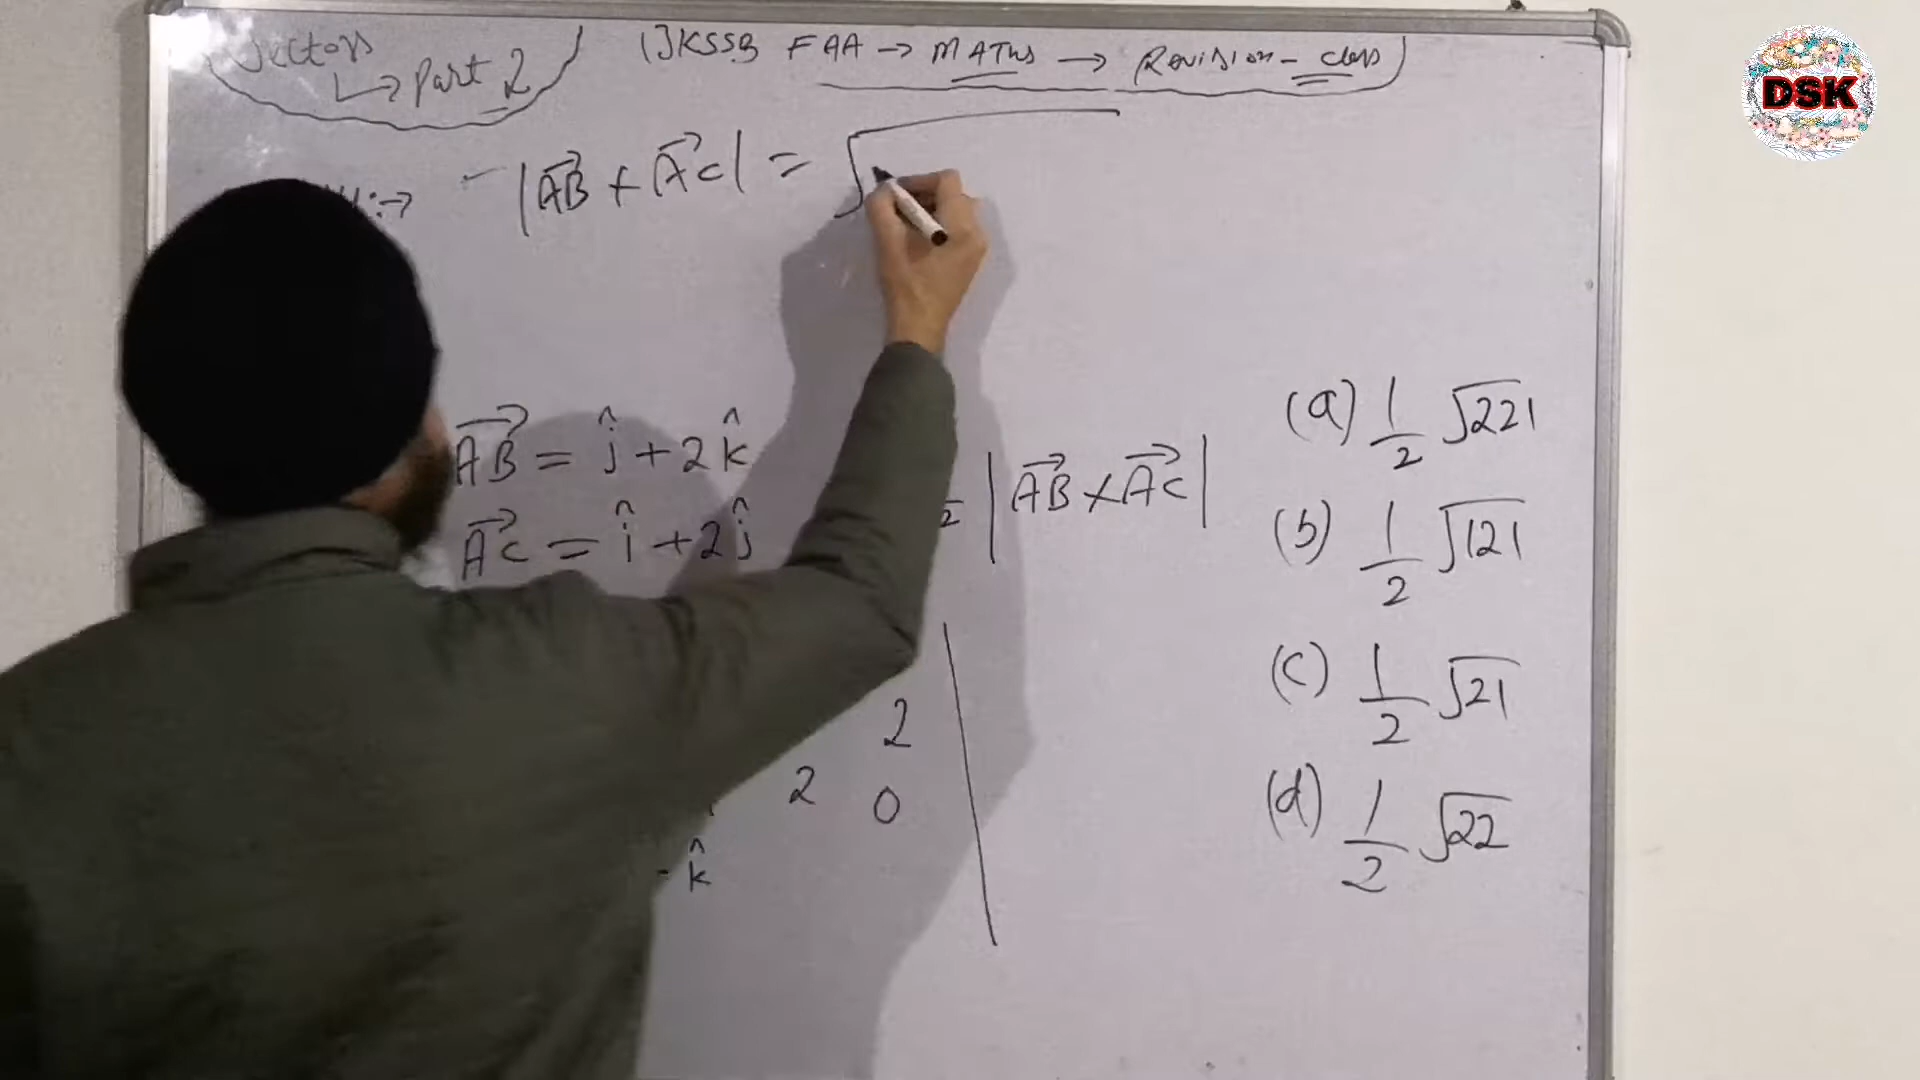 Vectors
↳ Part 2
JKSSB FAA → MATHS → Revision - class
|AB + AC| = √
AB = ĵ + 2k̂
AC = î + 2ĵ
2 |AB × AC|
2
2 0
- k̂
(a) 1/2 √221
(b) 1/2 √121
(c) 1/2 √21
(d) 1/2 √22
DSK